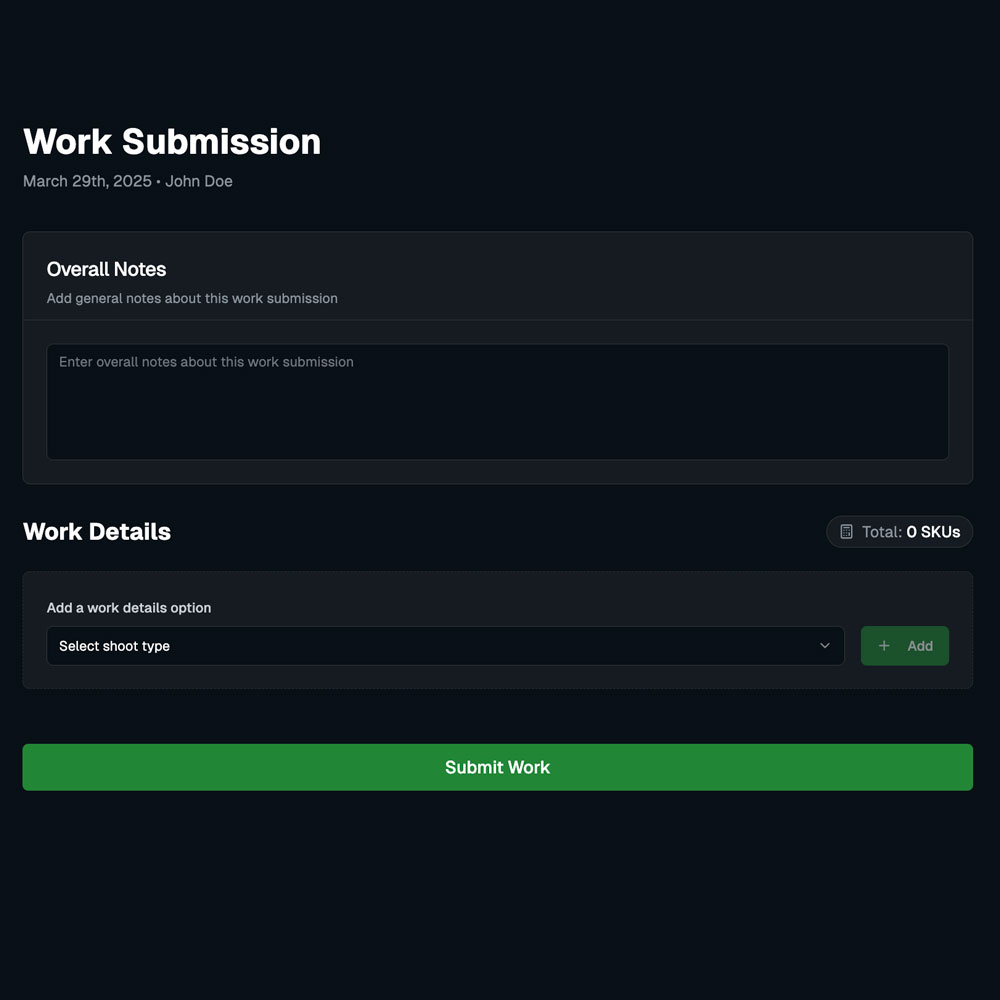 Work Submission
March 29th, 2025 • John Doe
Overall Notes
Add general notes about this work submission
Enter overall notes about this work submission
Work Details
Total: 0 SKUs
Add a work details option
Select shoot type
+ Add
Submit Work